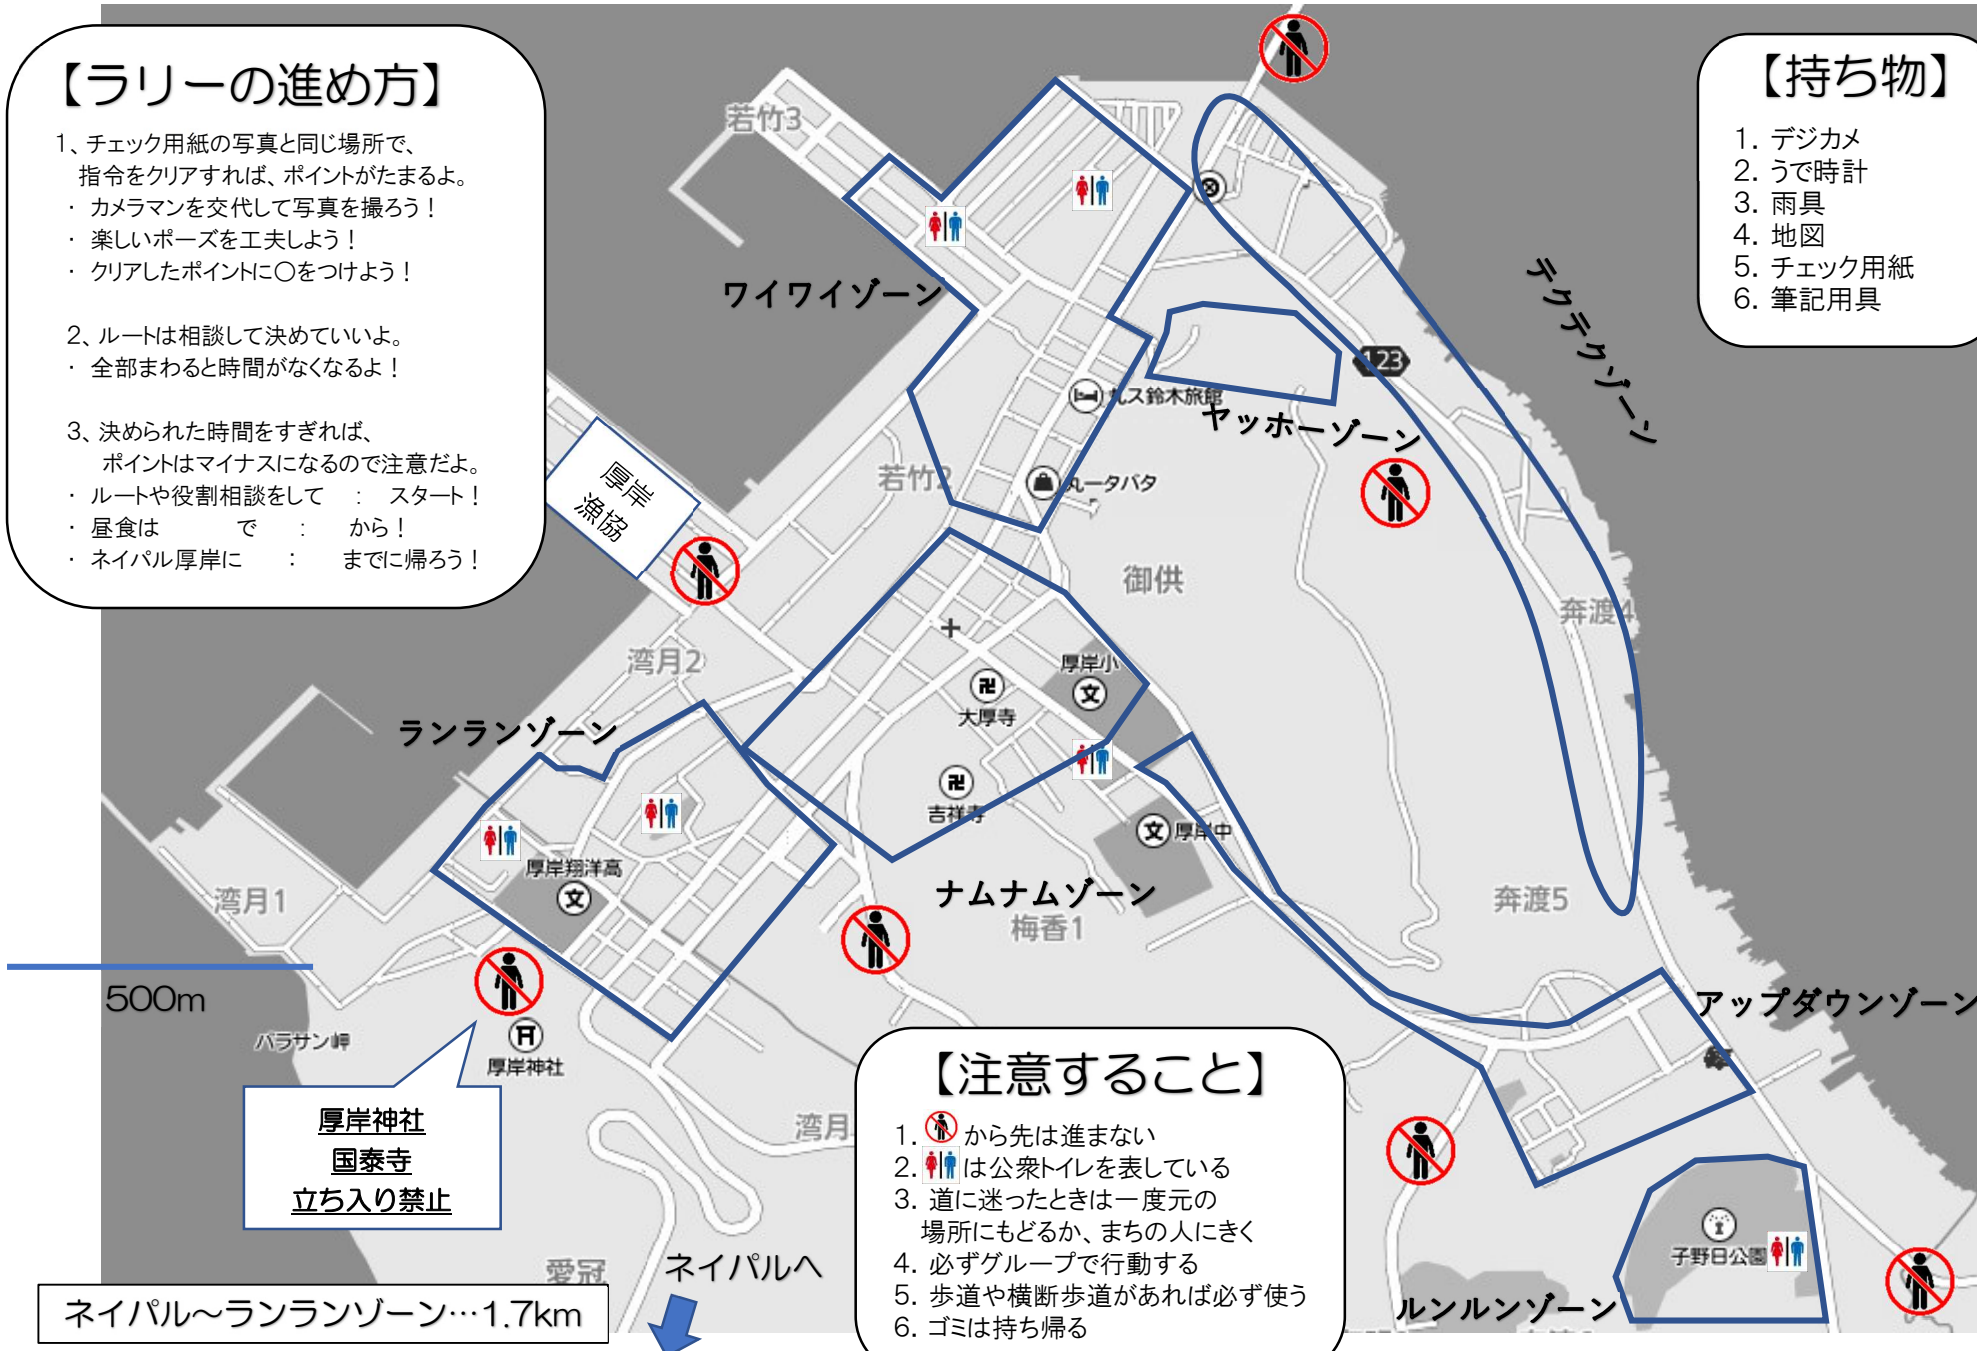 【ラリーの進め方】
1、チェック用紙の写真と同じ場所で、
指令をクリアすれば、ポイントがたまるよ。
・ カメラマンを交代して写真を撮ろう！
・ 楽しいポーズを工夫しよう！
・ クリアしたポイントに〇をつけよう！
2、ルートは相談して決めていいよ。
・ 全部まわると時間がなくなるよ！
3、決められた時間をすぎれば、
ポイントはマイナスになるので注意だよ。
・ ルートや役割相談をして ： スタート！
・ 昼食は で ： から！
・ ネイパル厚岸に ： までに帰ろう！
【持ち物】
1. デジカメ
2. うで時計
3. 雨具
4. 地図
5. チェック用紙
6. 筆記用具
若竹3
ワイワイゾーン
テクテクゾーン
123
丸ス鈴木旅館
ヤッホーゾーン
若竹2
丸一タバタ
厚岸
漁協
御供
奔渡4
湾月2
厚岸小
文
大厚寺
ランランゾーン
吉祥寺
文
厚岸中
厚岸翔洋高
文
ナムナムゾーン
梅香1
湾月1
奔渡5
500m
バラサン岬
厚岸神社
アップダウンゾーン
厚岸神社
国泰寺
立ち入り禁止
湾月
【注意すること】
1. から先は進まない
2. は公衆トイレを表している
3. 道に迷ったときは一度元の
場所にもどるか、まちの人にきく
4. 必ずグループで行動する
5. 歩道や横断歩道があれば必ず使う
6. ゴミは持ち帰る
子野日公園
ルンルンゾーン
愛冠
ネイパルへ
ネイパル～ランランゾーン…1.7km